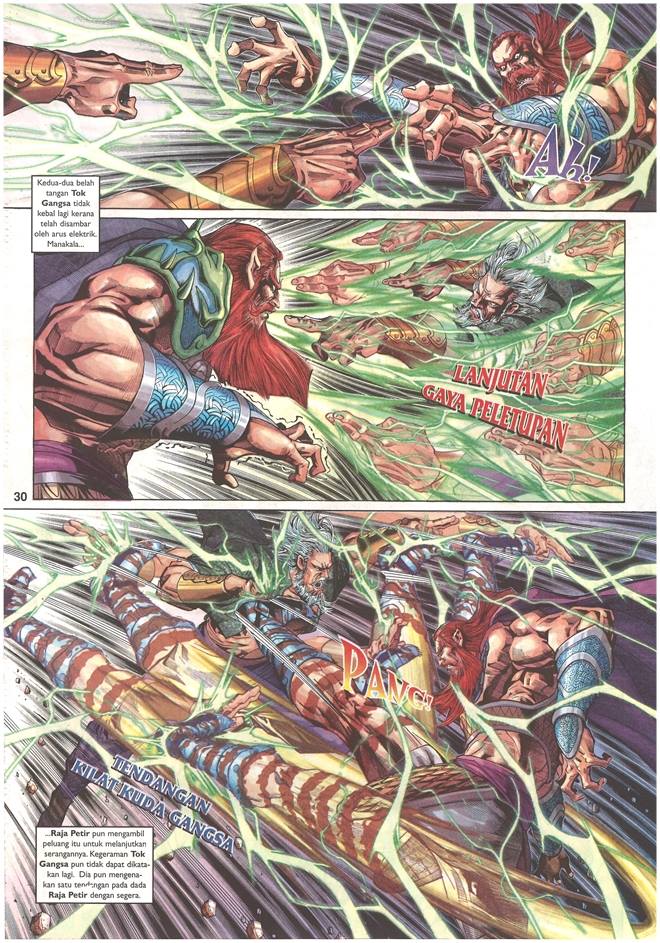 Ah!
Kedua-dua belah
tangan Tok
Gangsa tidak
kebal lagi kerana
telah disambar
oleh arus elektrik.
Manakala...
LANJUTAN
GAYA PELETUPAN
30
PANG!!
TENDANGAN
KILAT KUDA GANGSA
...Raja Petir pun mengambil
peluang itu untuk melanjutkan
serangannya. Kegeraman Tok
Gangsa pun tidak dapat dikata-
kan lagi. Dia pun mengena-
kan satu tendangan pada dada
Raja Petir dengan segera.